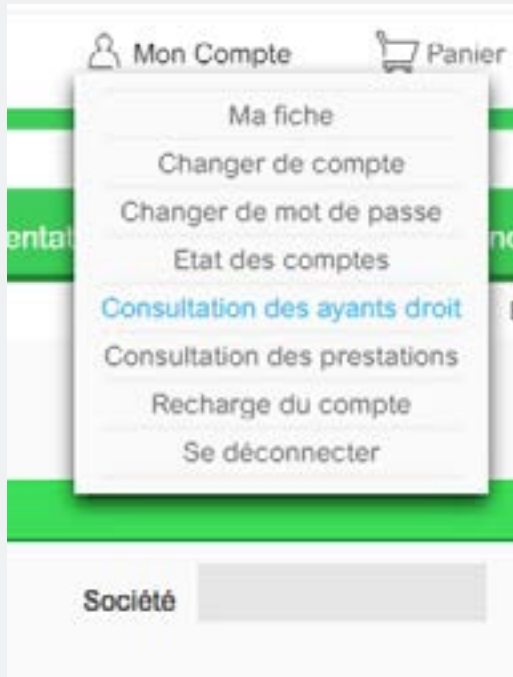 Mon Compte
Panier
Ma fiche
Changer de compte
Changer de mot de passe
Etat des comptes
Consultation des ayants droit
Consultation des prestations
Recharge du compte
Se déconnecter
Société